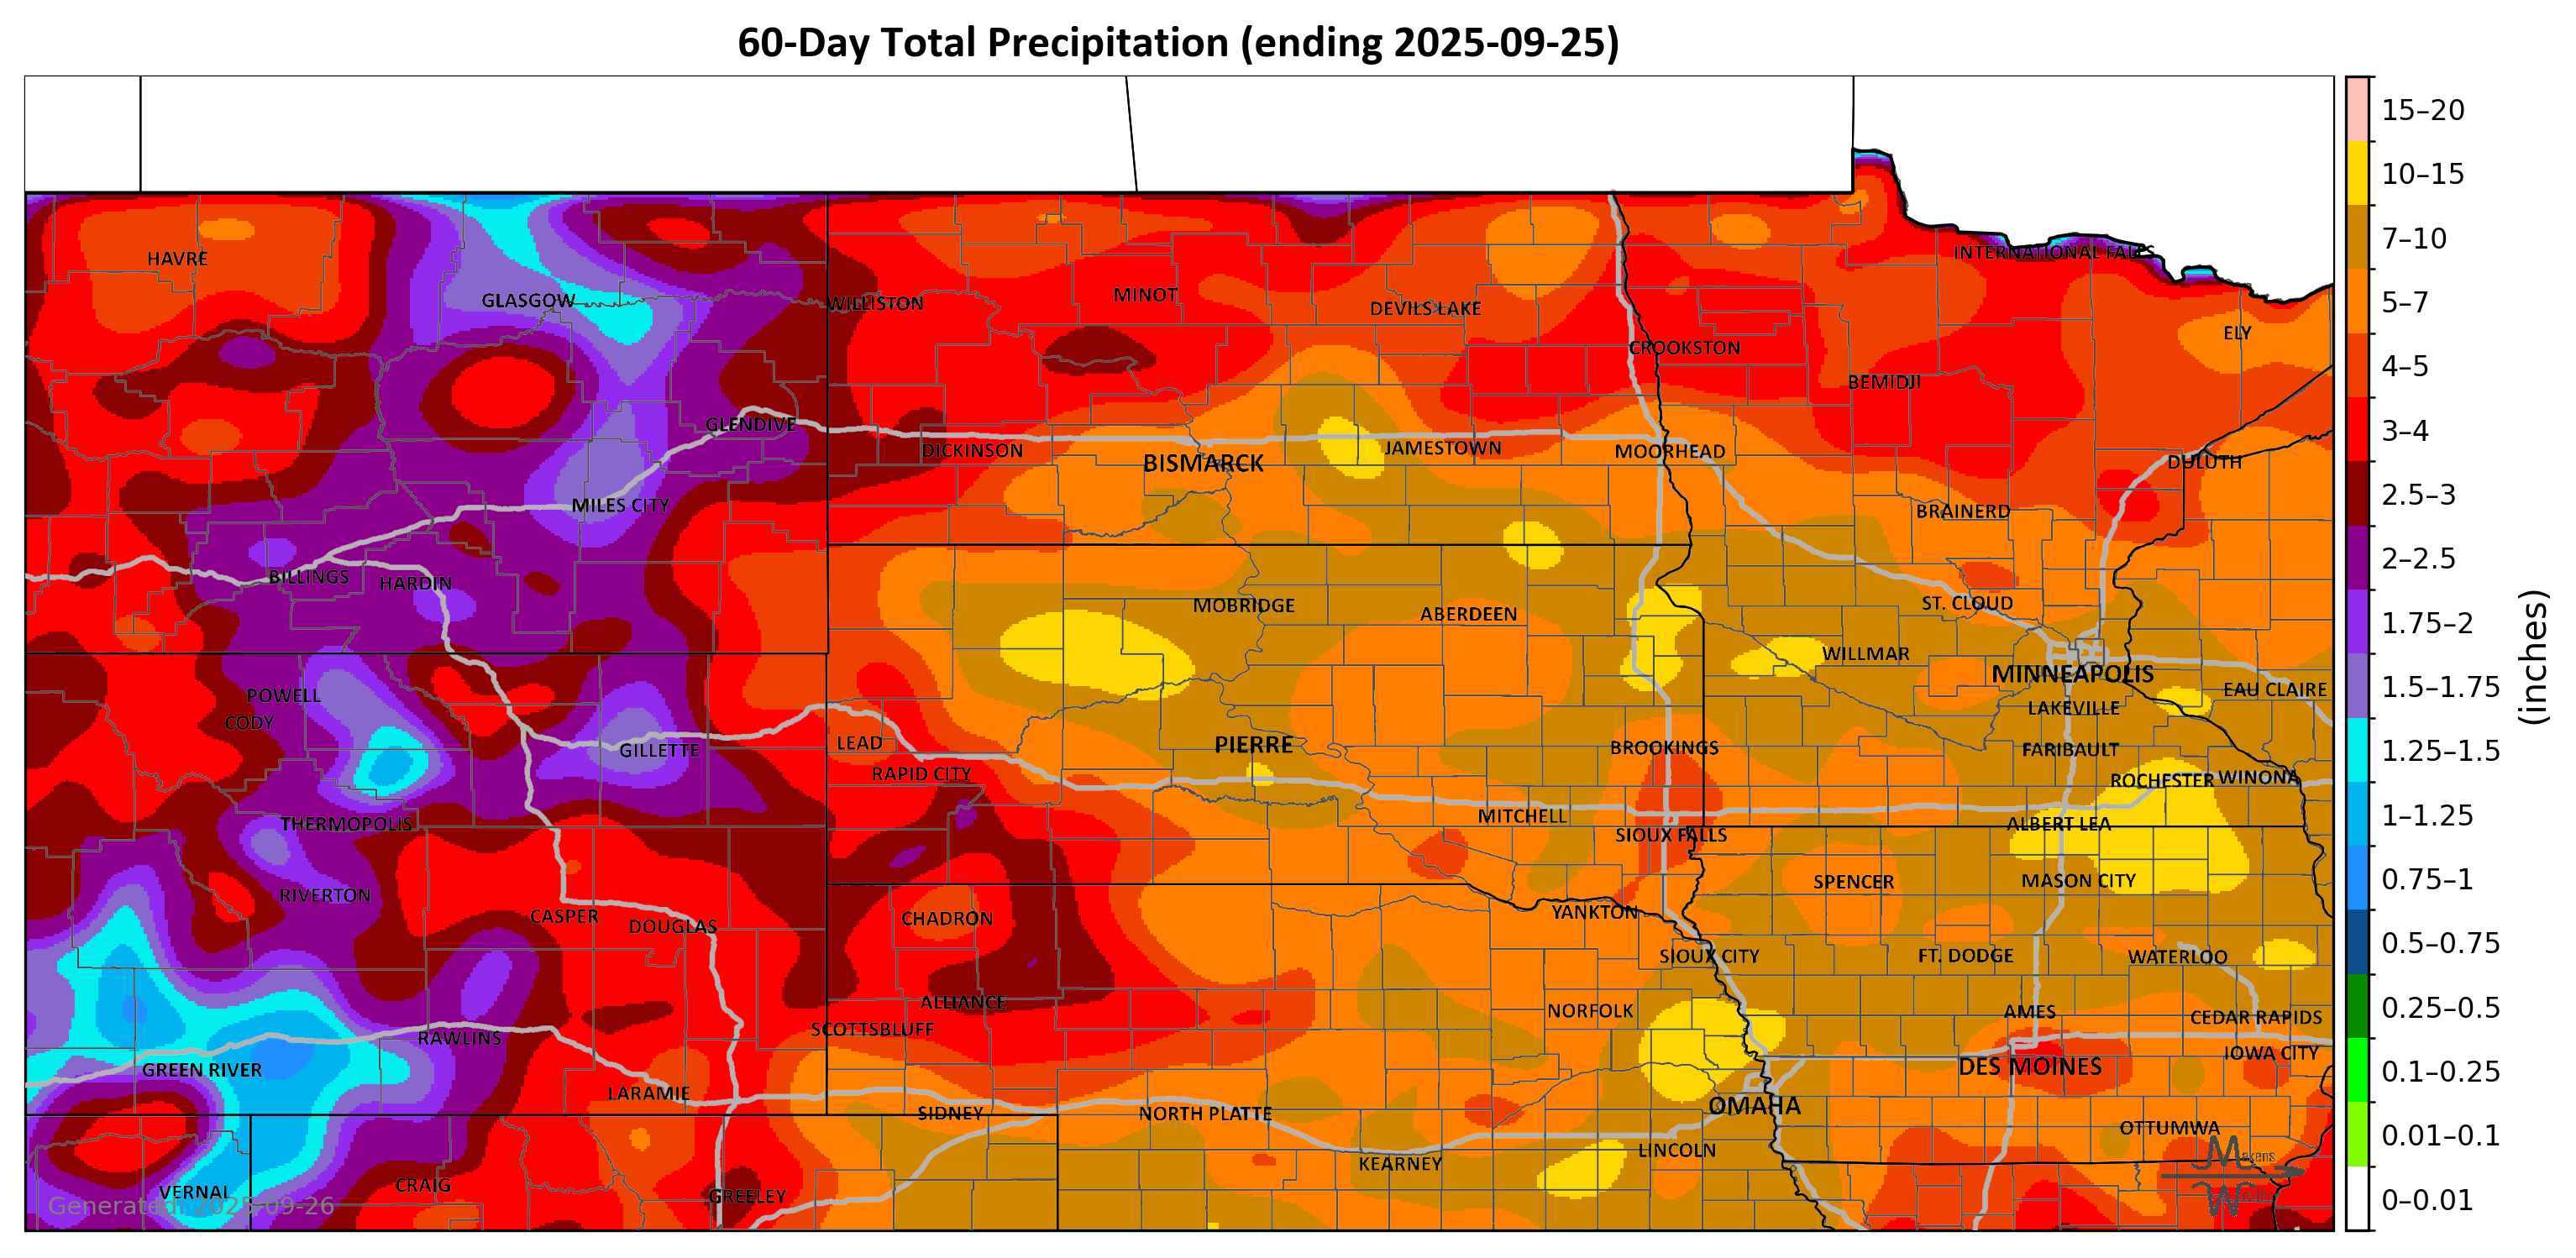 60-Day Total Precipitation (ending 2025-09-25)
15–20
10–15
7–10
5–7
4–5
3–4
2.5–3
2–2.5
1.75–2
1.5–1.75
1.25–1.5
1–1.25
0.75–1
0.5–0.75
0.25–0.5
0.1–0.25
0.01–0.1
0–0.01
(inches)
INTERNATIONAL FALLS
HAVRE
GLASGOW
WILLISTON
MINOT
DEVILS LAKE
ELY
CROOKSTON
BEMIDJI
GLENDIVE
DICKINSON
BISMARCK
JAMESTOWN
MOORHEAD
DULUTH
MILES CITY
BRAINERD
BILLINGS
HARDIN
MOBRIDGE
ABERDEEN
ST. CLOUD
WILLMAR
MINNEAPOLIS
EAU CLAIRE
POWELL
CODY
LAKEVILLE
GILLETTE
LEAD
PIERRE
BROOKINGS
FARIBAULT
RAPID CITY
ROCHESTER
WINONA
THERMOPOLIS
MITCHELL
SIOUX FALLS
ALBERT LEA
RIVERTON
SPENCER
MASON CITY
CASPER
DOUGLAS
CHADRON
YANKTON
SIOUX CITY
FT. DODGE
WATERLOO
ALLIANCE
NORFOLK
AMES
CEDAR RAPIDS
SCOTTSBLUFF
RAWLINS
IOWA CITY
GREEN RIVER
DES MOINES
LARAMIE
SIDNEY
NORTH PLATTE
OMAHA
OTTUMWA
LINCOLN
KEARNEY
VERNAL
CRAIG
GREELEY
Generated: 2025-09-26